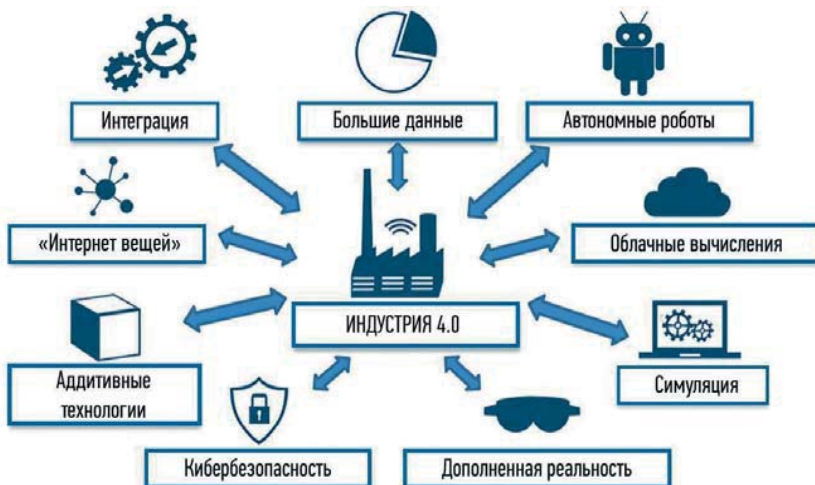 Интеграция
Большие данные
Автономные роботы
«Интернет вещей»
Облачные вычисления
ИНДУСТРИЯ 4.0
Аддитивные
технологии
Симуляция
Кибербезопасность
Дополненная реальность